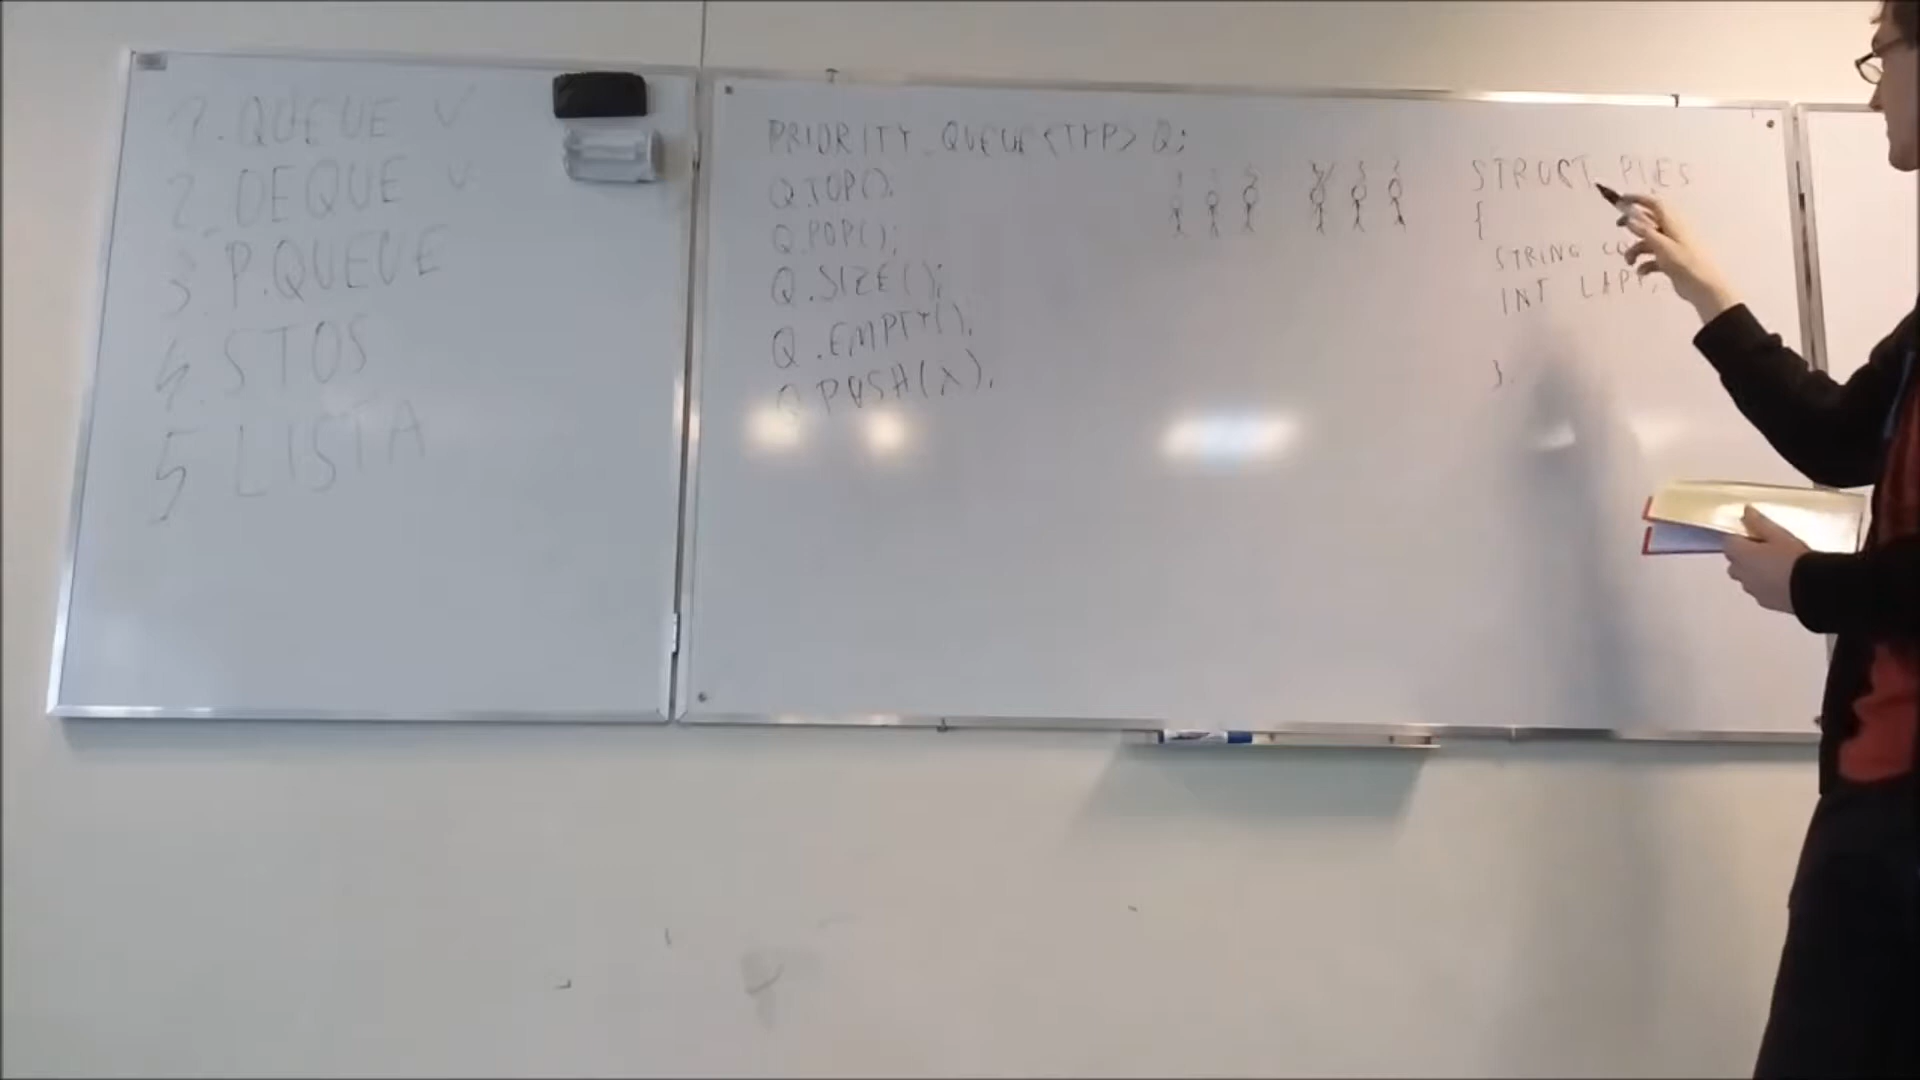 1. QUEUE
2. DEQUE
3. P.QUEUE
4. STOS
5. LISTA
PRIORITY_QUEUE<TYP> Q;
Q.TOP();
Q.POP();
Q.SIZE();
Q.EMPTY();
Q.PUSH(X);
STRUCT PIES
{
STRING
INT LAPY;
};